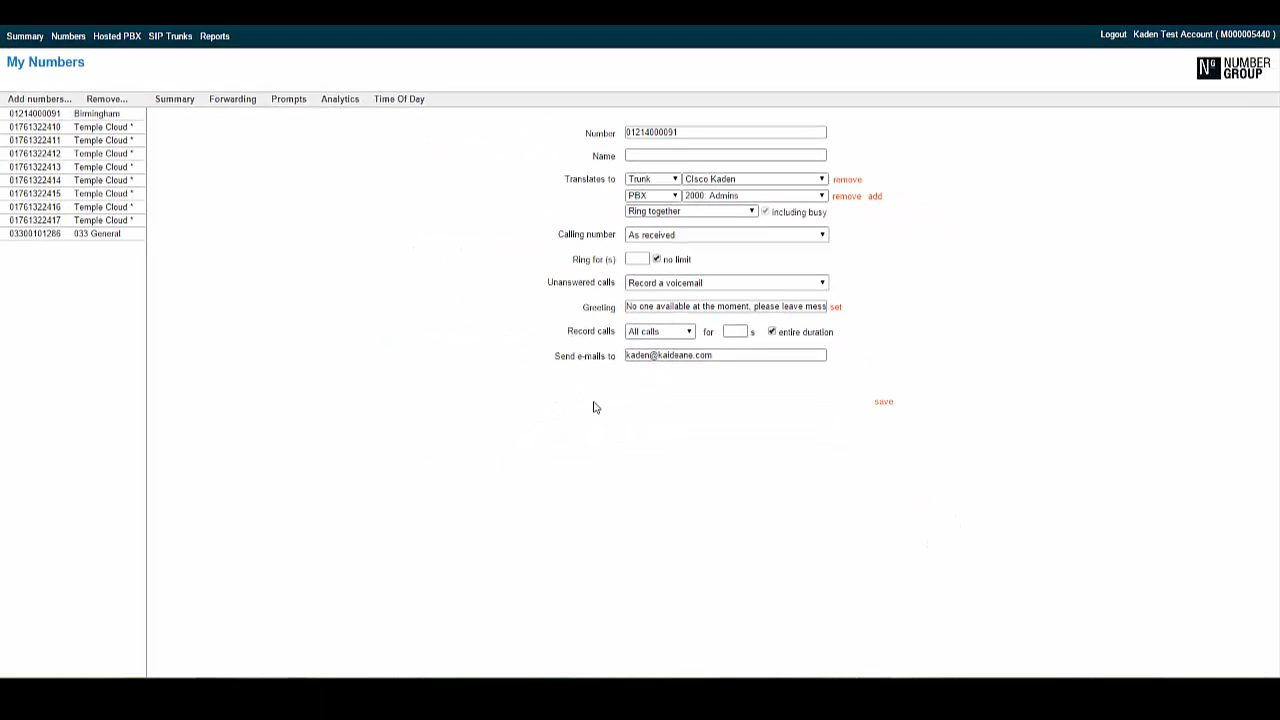 Summary Numbers Hosted PBX SIP Trunks Reports Logout Kaden Test Account ( M000005440 )
My Numbers
NG NUMBER GROUP
Add numbers... Remove... Summary Forwarding Prompts Analytics Time Of Day
01214000091 Birmingham
01761322410 Temple Cloud *
01761322411 Temple Cloud *
01761322412 Temple Cloud *
01761322413 Temple Cloud *
01761322414 Temple Cloud *
01761322415 Temple Cloud *
01761322416 Temple Cloud *
01761322417 Temple Cloud *
03300101286 033 General
Number 01214000091
Name
Translates to Trunk Cisco Kaden remove
PBX 2000: Admins remove add
Ring together including busy
Calling number As received
Ring for (s) no limit
Unanswered calls Record a voicemail
Greeting No one available at the moment, please leave mess set
Record calls All calls for s entire duration
Send e-mails to kaden@kaideane.com
save